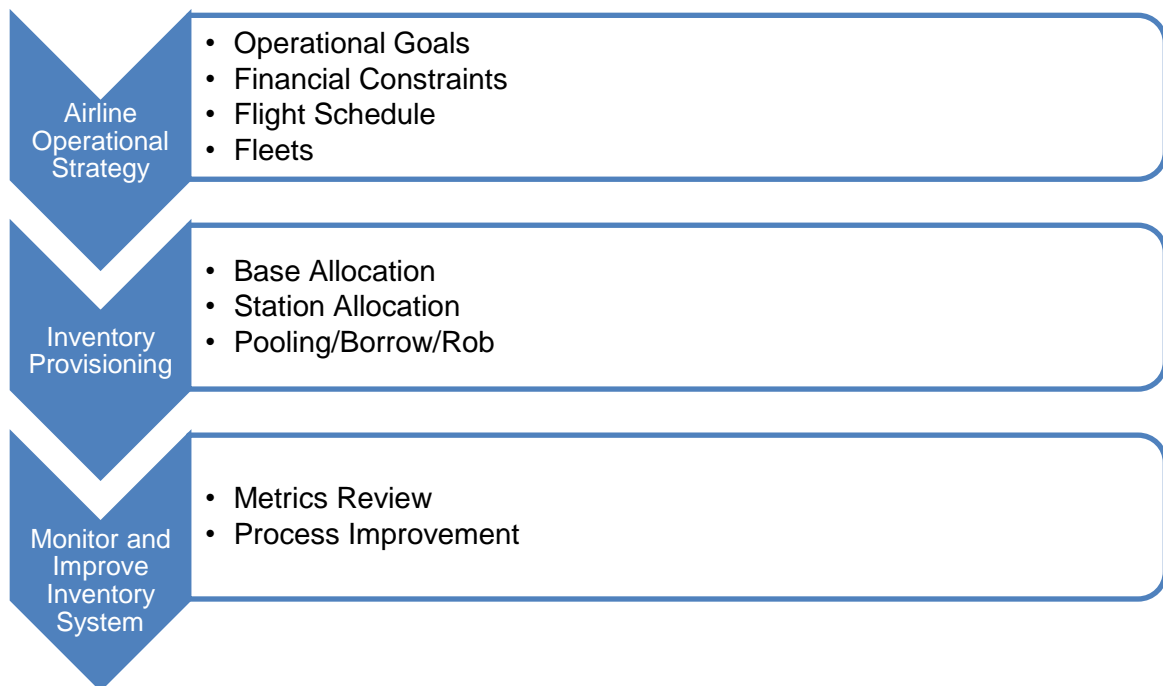 Airline
Operational
Strategy
• Operational Goals
• Financial Constraints
• Flight Schedule
• Fleets
Inventory
Provisioning
• Base Allocation
• Station Allocation
• Pooling/Borrow/Rob
Monitor and
Improve
Inventory
System
• Metrics Review
• Process Improvement